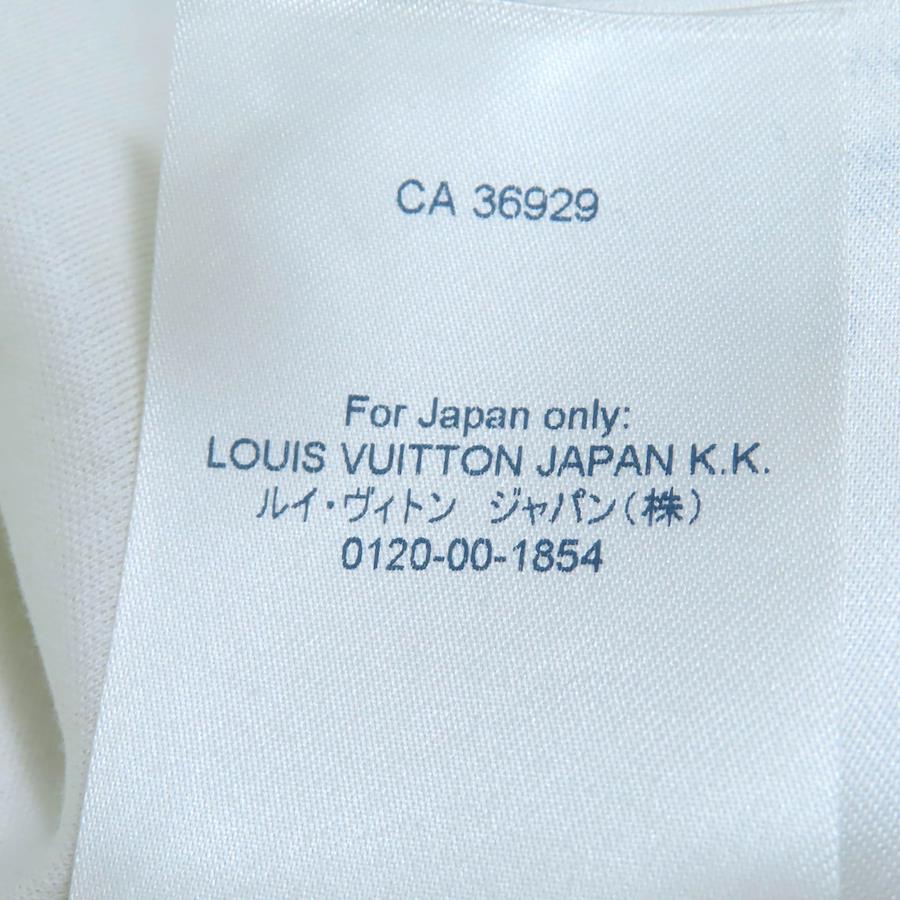 CA 36929
For Japan only:
LOUIS VUITTON JAPAN K.K.
ルイ・ヴィトン　ジャパン(株)
0120-00-1854